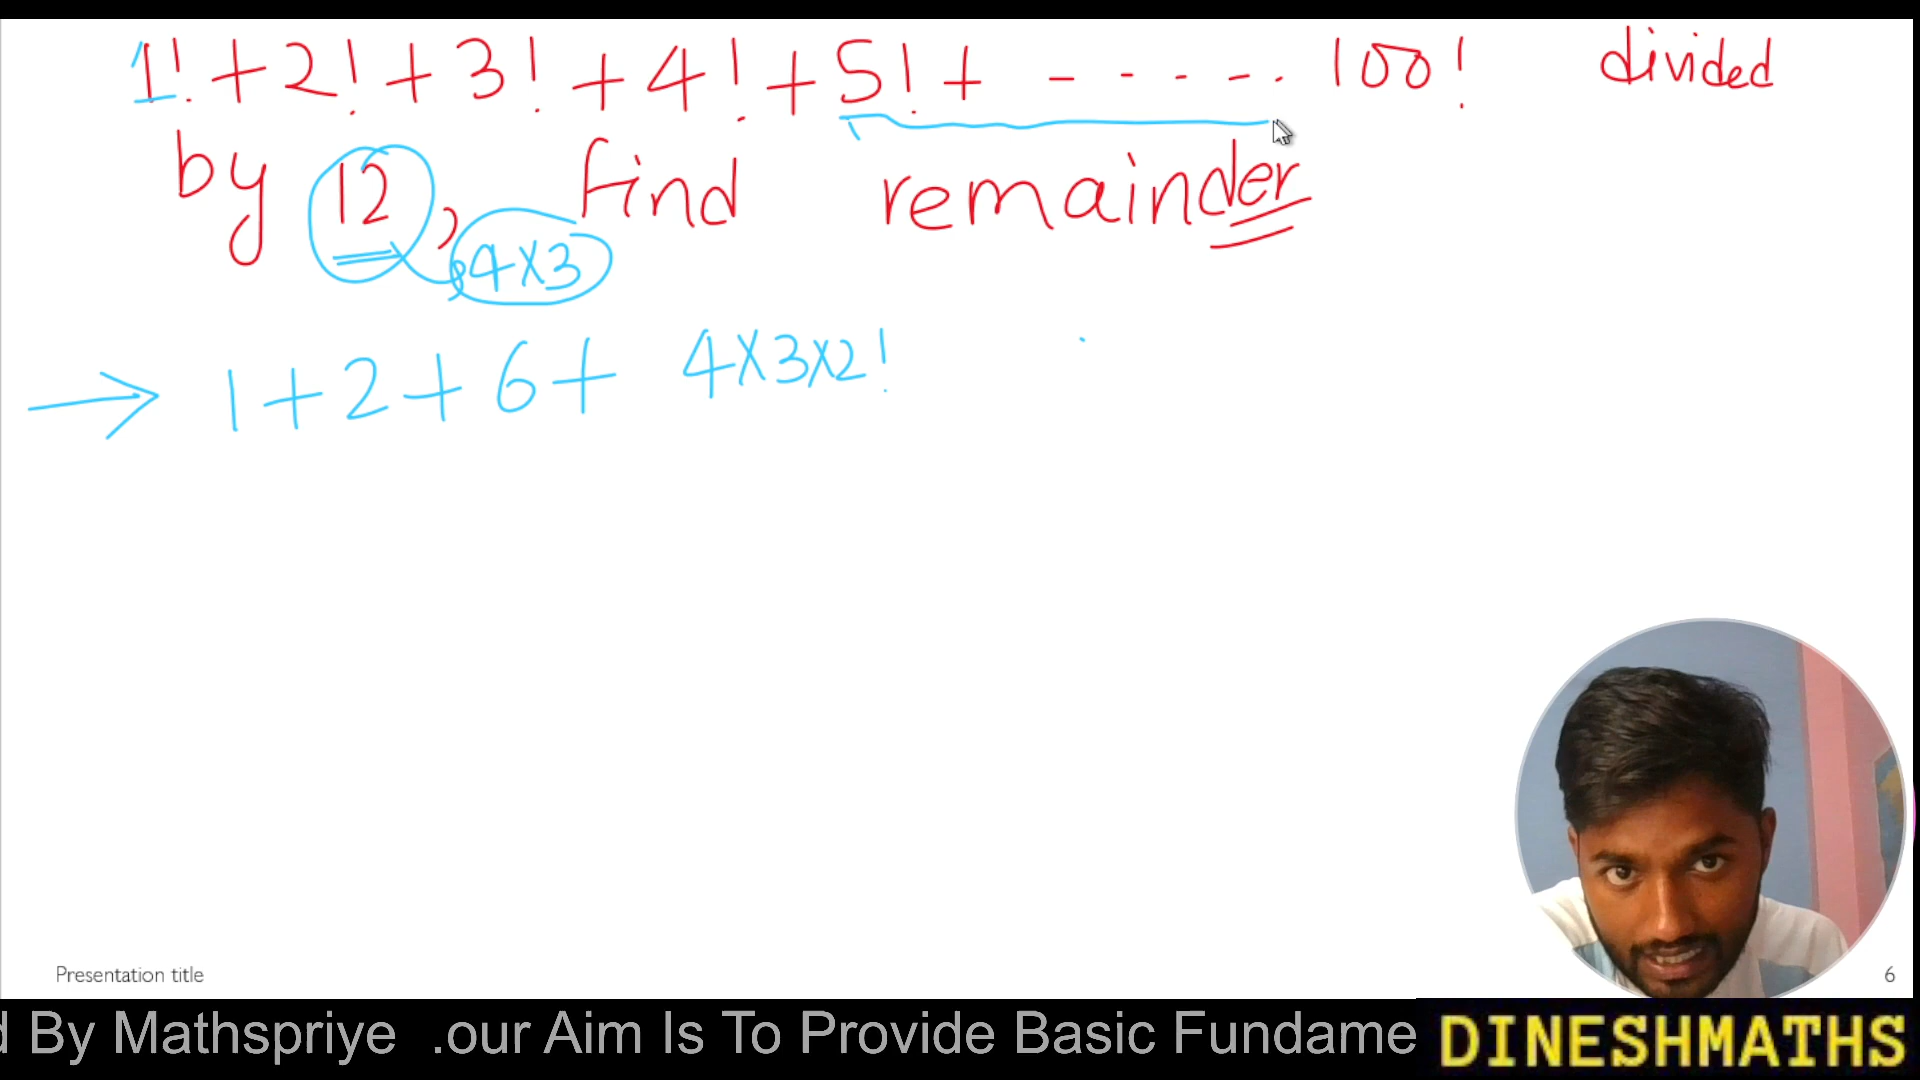 1! + 2! + 3! + 4! + 5! + - - - - - . 100! divided
by 12, find remainder
4x3
1 + 2 + 6 + 4x3x2!
Presentation title
6
By Mathspriye .our Aim Is To Provide Basic
DINESHMATHS